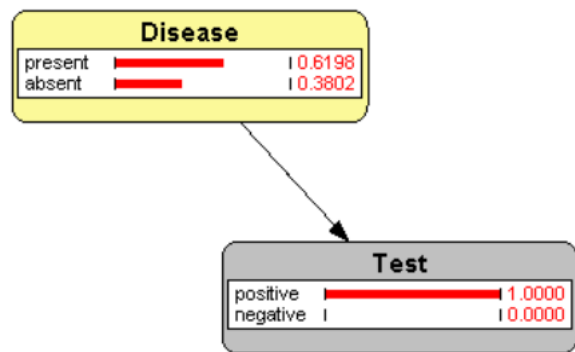 Disease
present 0.6198
absent 0.3802
Test
positive 1.0000
negative 0.0000